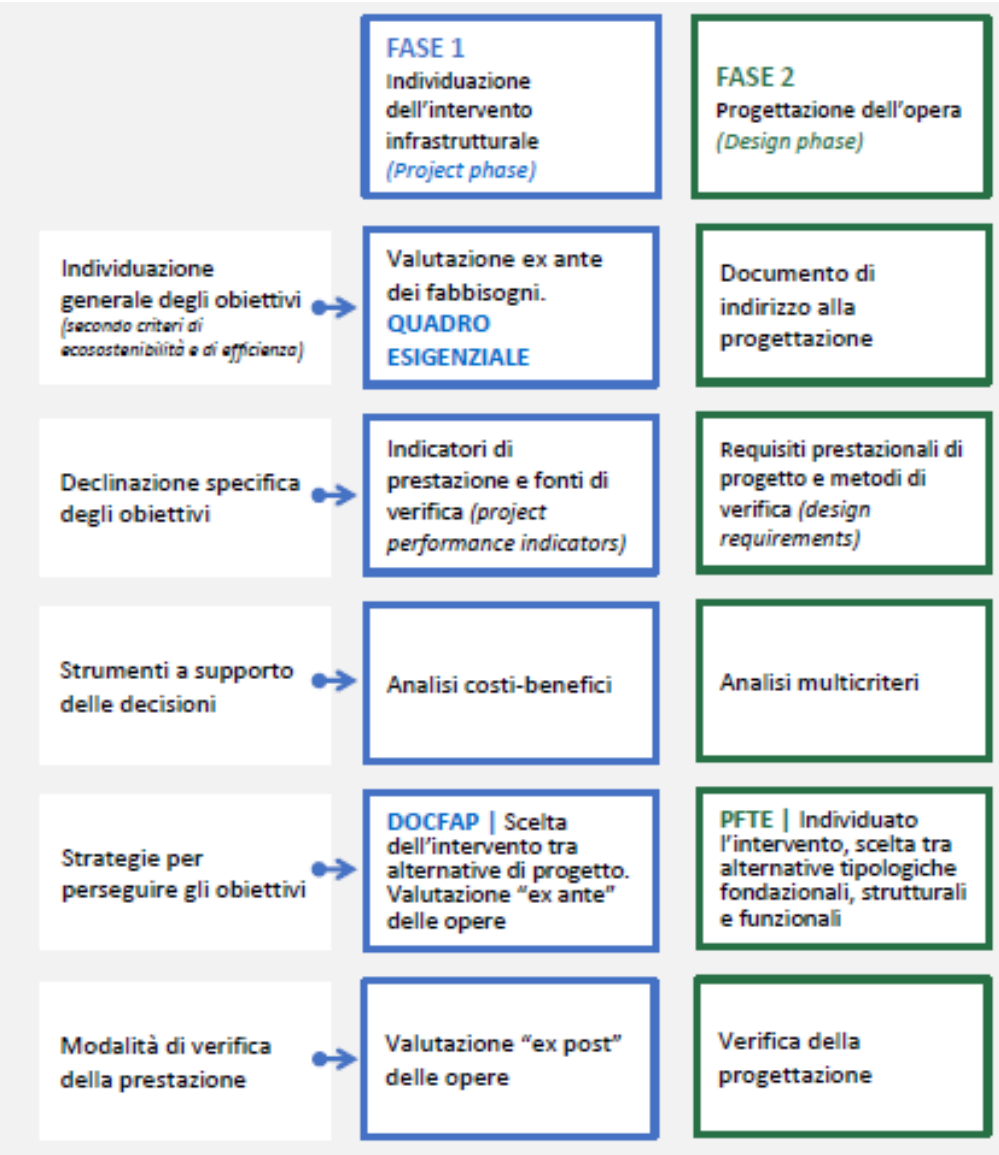 FASE 1
Individuazione
dell'intervento
infrastrutturale
(Project phase)
FASE 2
Progettazione dell'opera
(Design phase)
Individuazione
generale degli obiettivi
(secondo criteri di
ecosostenibilità e di efficienza)
Valutazione ex ante
dei fabbisogni.
QUADRO
ESIGENZIALE
Documento di
indirizzo alla
progettazione
Declinazione specifica
degli obiettivi
Indicatori di
prestazione e fonti di
verifica (project
performance indicators)
Requisiti prestazionali di
progetto e metodi di
verifica (design
requirements)
Strumenti a supporto
delle decisioni
Analisi costi-benefici
Analisi multicriteri
Strategie per
perseguire gli obiettivi
DOCFAP | Scelta
dell'intervento tra
alternative di progetto.
Valutazione "ex ante"
delle opere
PFTE | Individuato
l'intervento, scelta tra
alternative tipologiche
fondazionali, strutturali
e funzionali
Modalità di verifica
della prestazione
Valutazione "ex post"
delle opere
Verifica della
progettazione